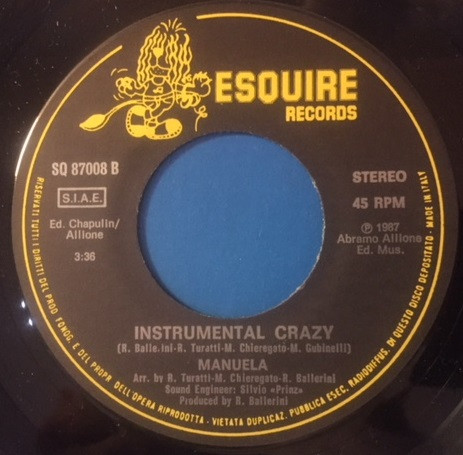 ESQUIRE
RECORDS
SQ 87008 B
STEREO
S.I.A.E.
45 RPM
Ed. Chapulin/
Allione
℗ 1987
Abramo Allione
Ed. Mus.
3:36
INSTRUMENTAL CRAZY
(R. Ballerini-R. Turatti-M. Chieregato-M. Gubinelli)
MANUELA
Arr. by R. Turatti-M. Chieregato-R. Ballerini
Sound Engineer: Silvio «Prinz»
Produced by R. Ballerini
RISERVATI TUTTI I DIRITTI DEL PROD FONOG. E DEL PROPR DELL'OPERA RIPRODOTTA - VIETATA DUPLICAZ. PUBBLICA ESEC. RADIODIFFUS. DI QUESTO DISCO DEPOSITATO - MADE IN ITALY